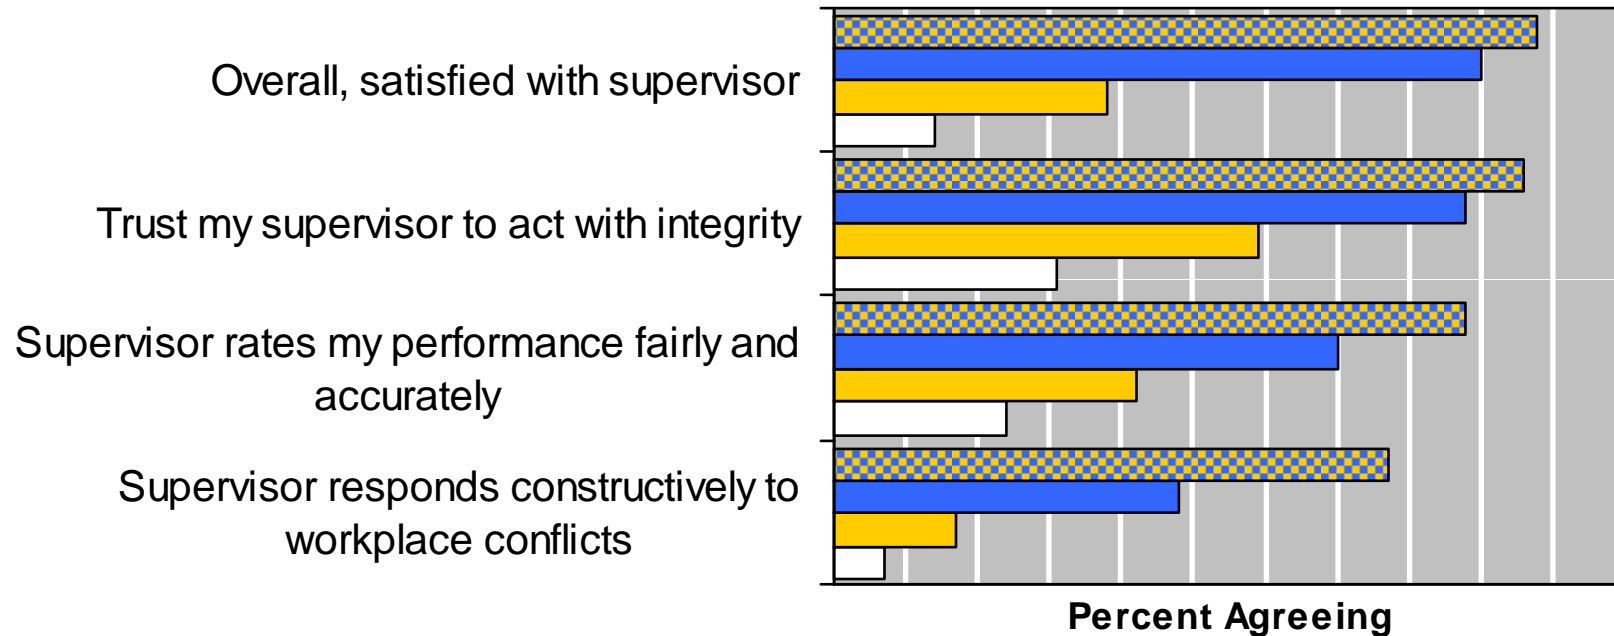 Overall, satisfied with supervisor
Trust my supervisor to act with integrity
Supervisor rates my performance fairly and
accurately
Supervisor responds constructively to
workplace conflicts
Percent Agreeing